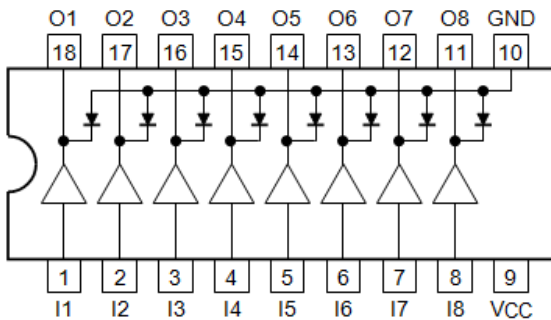 O1 O2 O3 O4 O5 O6 O7 O8 GND
18 17 16 15 14 13 12 11 10
1 2 3 4 5 6 7 8 9
I1 I2 I3 I4 I5 I6 I7 I8 VCC